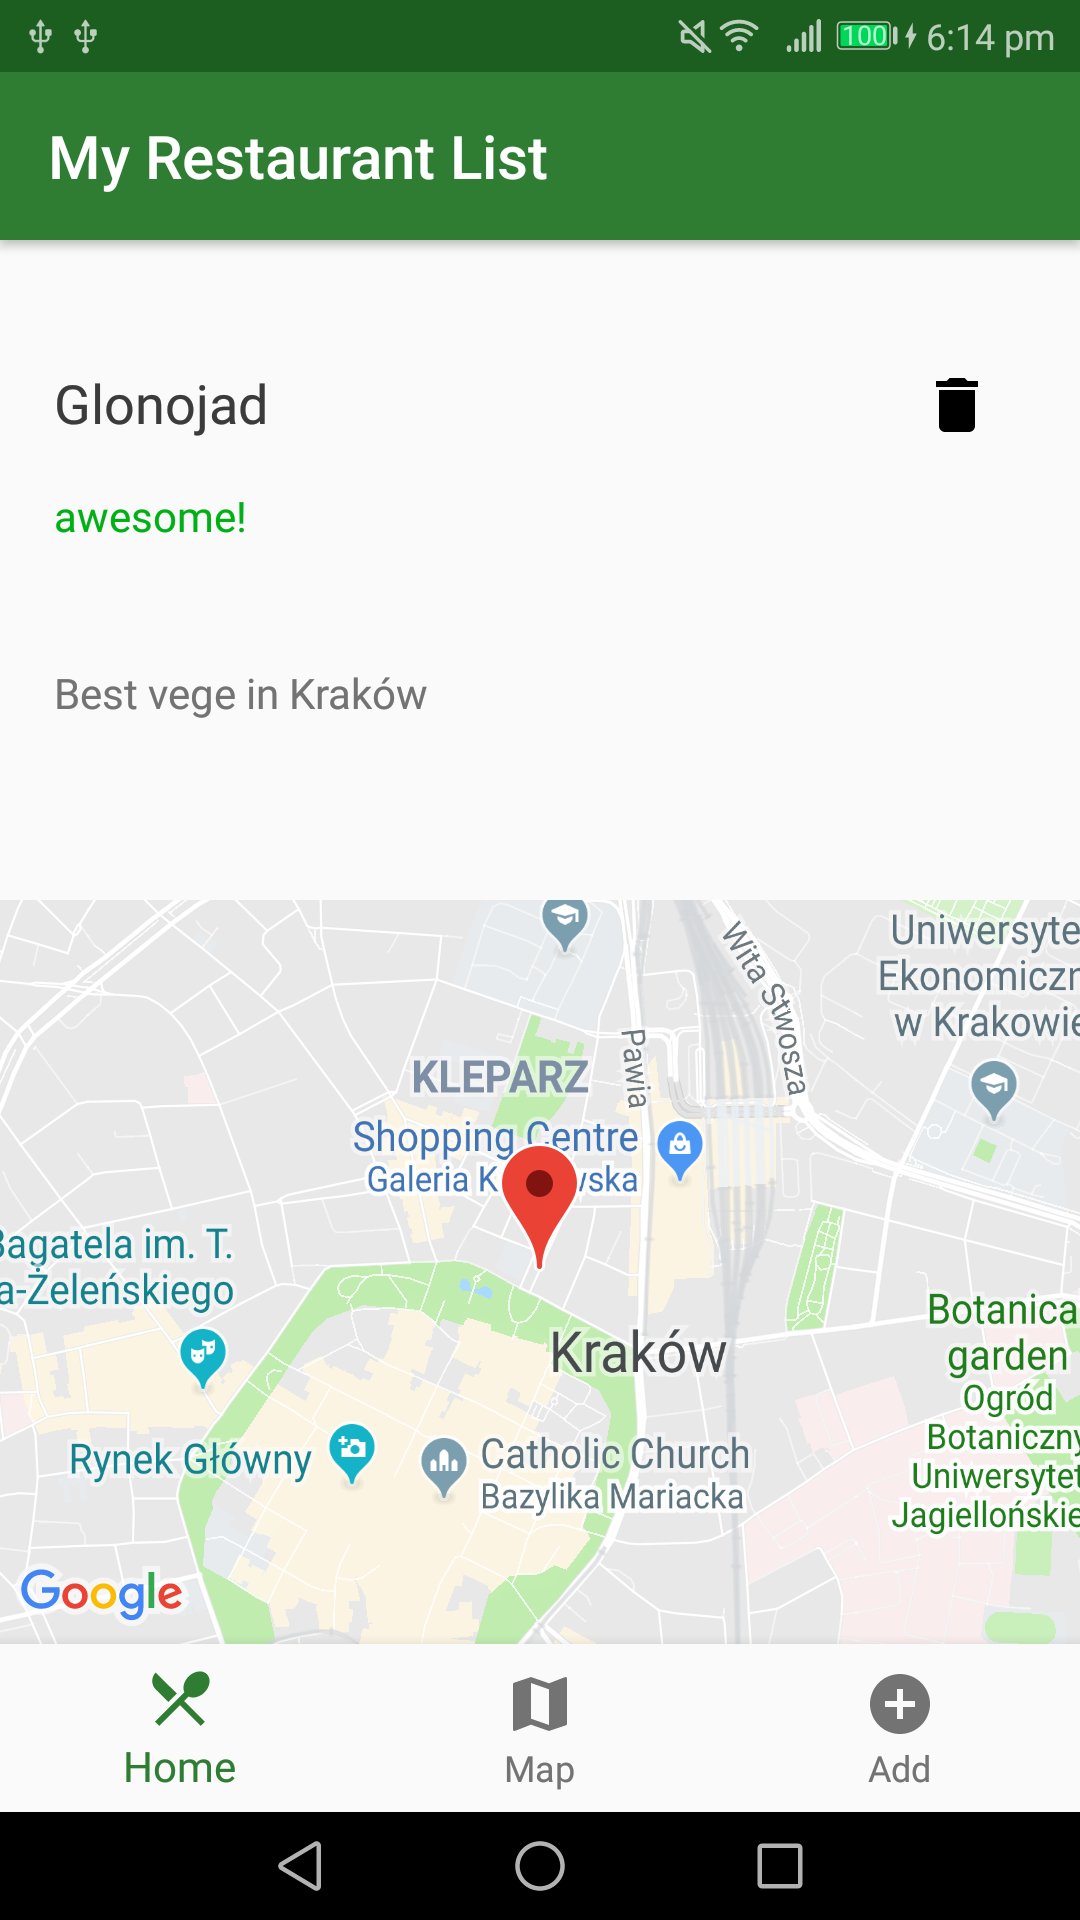 100 6:14 pm
My Restaurant List
Glonojad
awesome!
Best vege in Kraków
Wita Stwosza
Uniwersyte
Ekonomiczn
w Krakowie
Pawia
KLEPARZ
Shopping Centre
Galeria K wska
Bagatela im. T.
a-Żeleńskiego
Kraków
Botanica
garden
Ogród
Botaniczny
Uniwersytet
Jagiellońskie
Rynek Główny
Catholic Church
Bazylika Mariacka
Google
Home
Map
Add